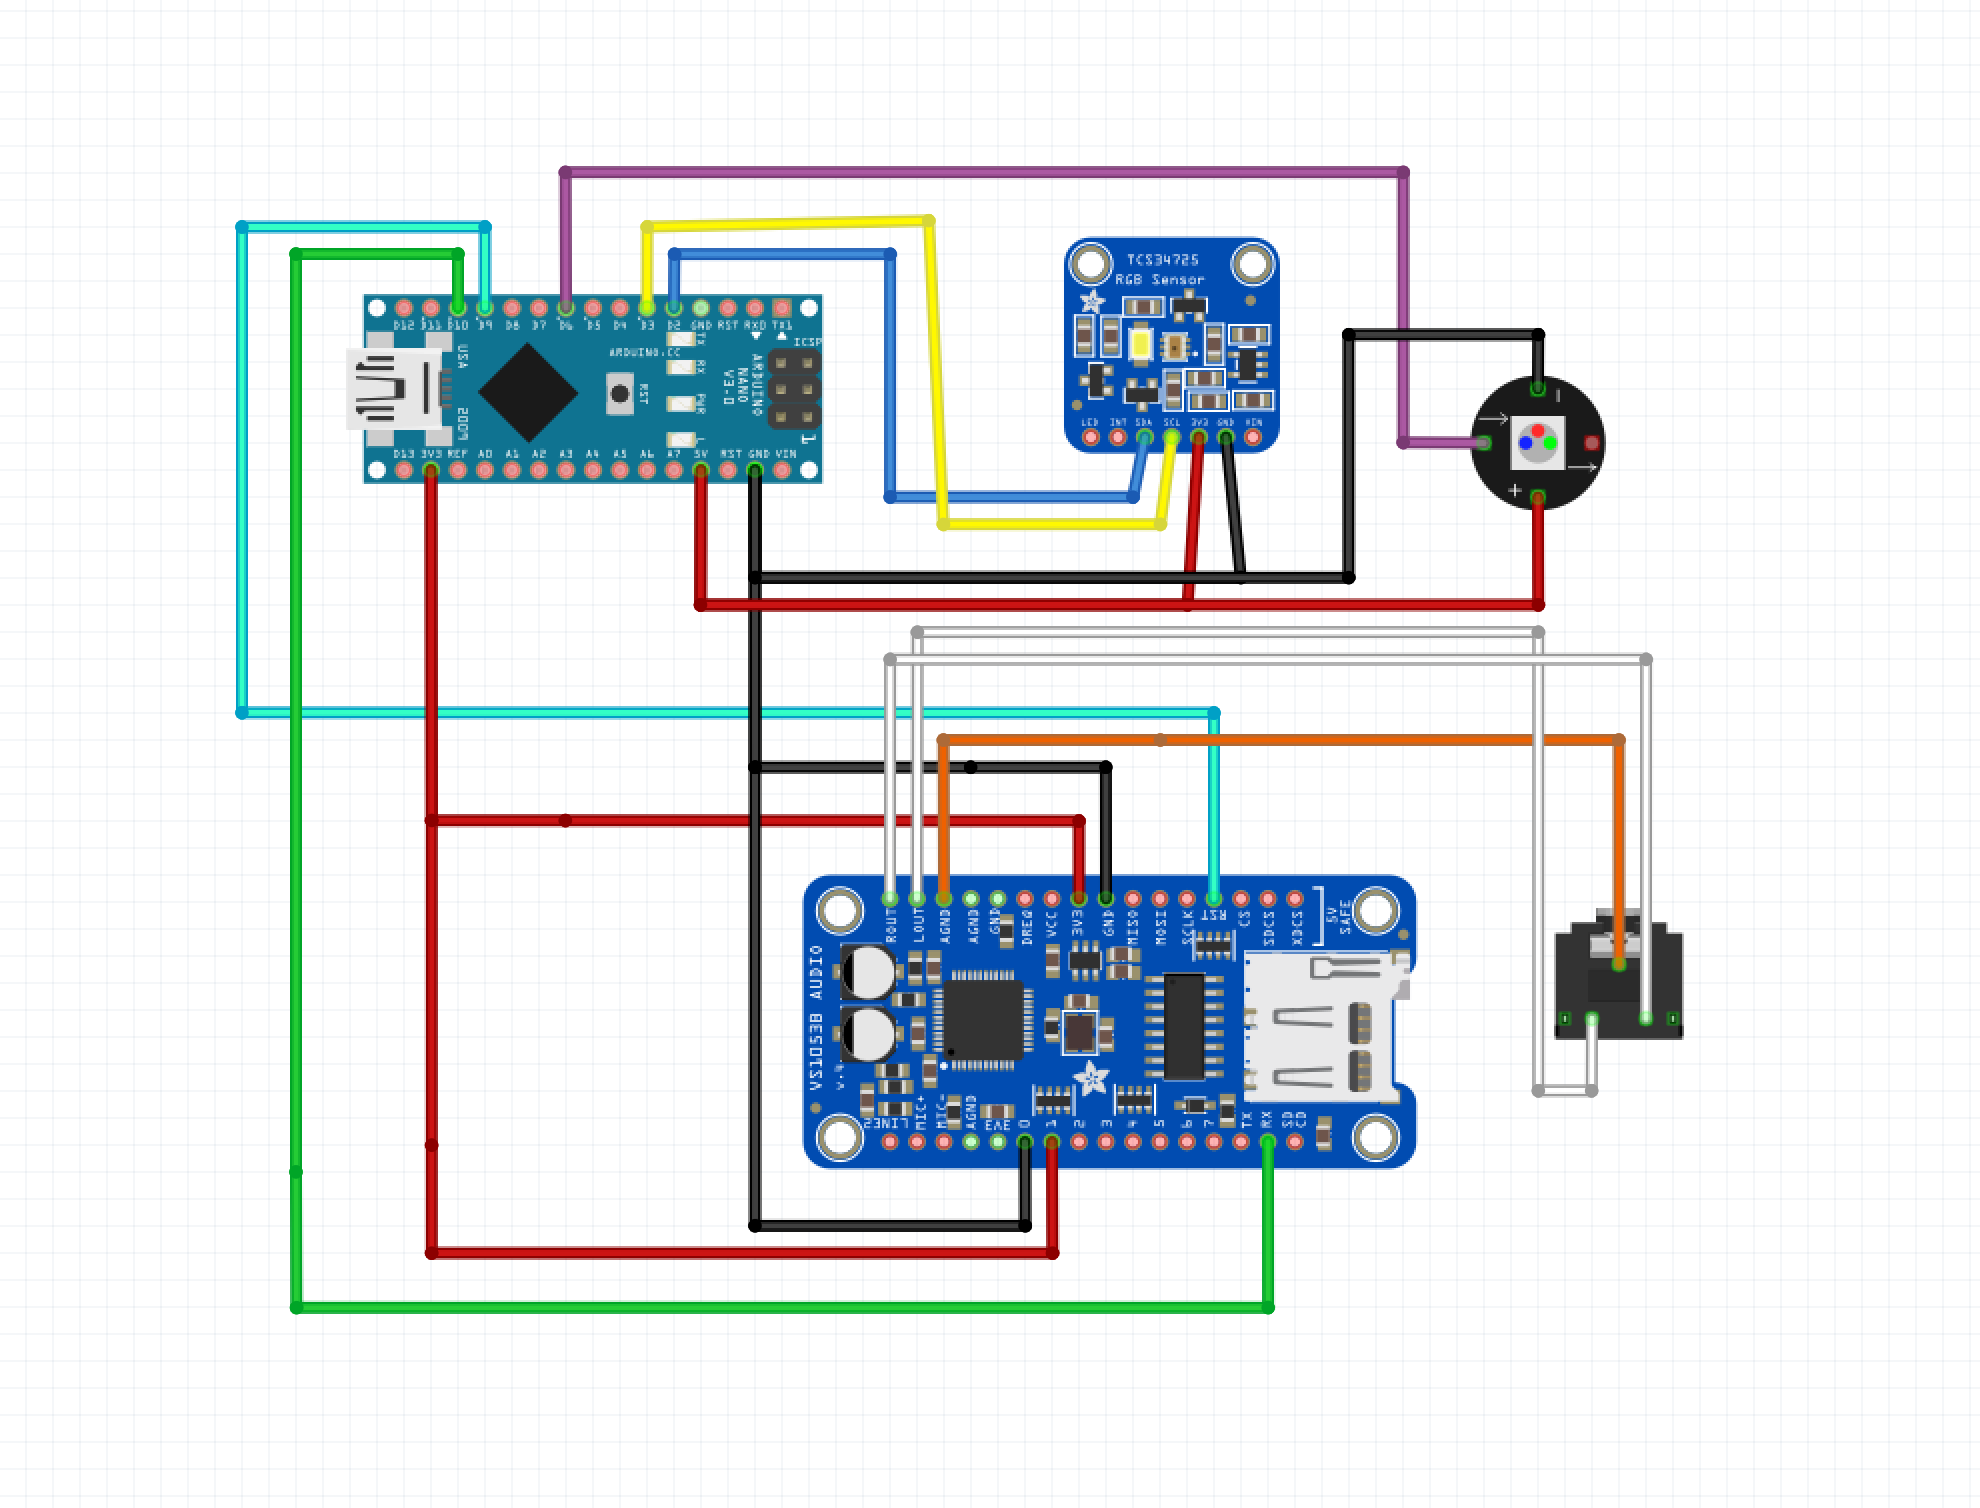 D12 D11 D10 D9 D8 D7 D6 D5 D4 D3 D2 GND RST RX0 TX1
USA
2009
ARDUINO.CC
RST
TX
RX
PWR
L
ARDUINO
NANO
V3.0
ICSP
1
D13 3V3 REF A0 A1 A2 A3 A4 A5 A6 A7 5V RST GND VIN
TCS34725
RGB Sensor
LED INT SDA SCL 3V3 GND VIN
-
+
ROUT LOUT AGND AGND GND DREQ VCC 3V3 GND MISO MOSI SCLK RST CS SDCS XDCS
5V
SAFE
VS1053B AUDIO
v.4
LINE2 MIC+ MIC- AGND 0 1 2 3 4 5 6 7 TX RX SD
CD